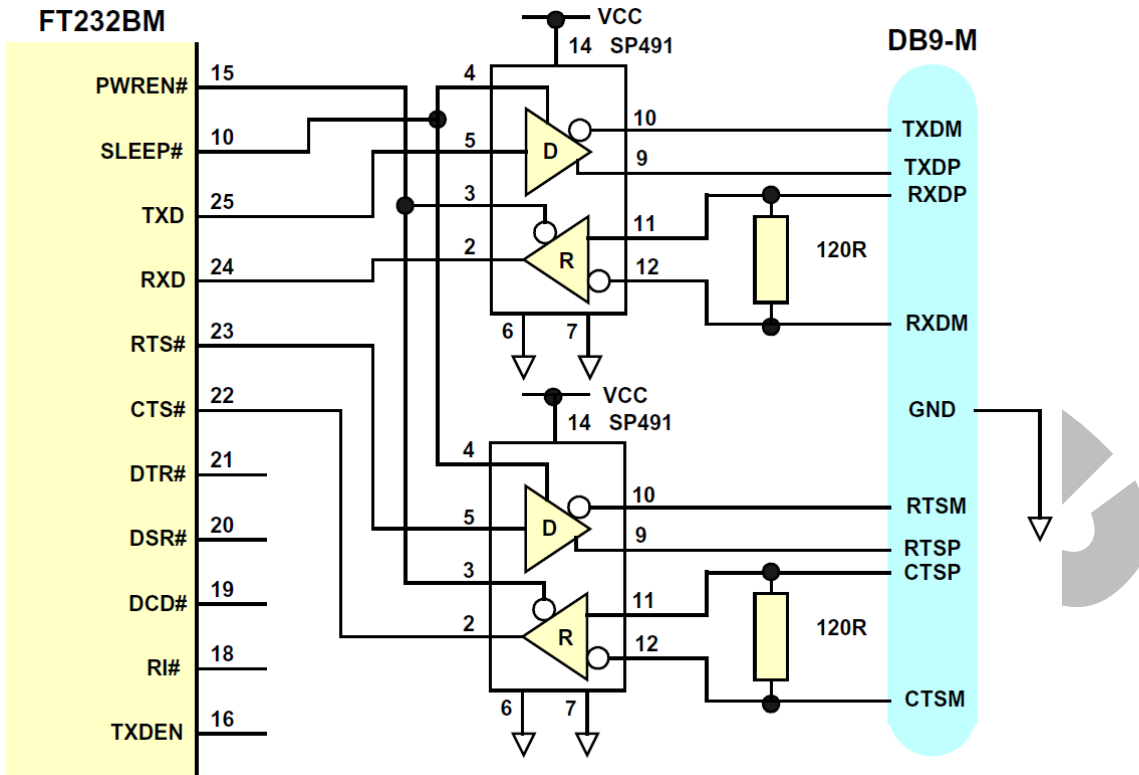 FT232BM
PWREN#
15
SLEEP#
10
TXD
25
RXD
24
RTS#
23
CTS#
22
DTR#
21
DSR#
20
DCD#
19
RI#
18
TXDEN
16
VCC
14 SP491
4
5
D
10
9
3
2
R
11
12
6
7
120R
VCC
14 SP491
4
5
D
10
9
3
2
R
11
12
6
7
120R
DB9-M
TXDM
TXDP
RXDP
RXDM
GND
RTSM
RTSP
CTSP
CTSM